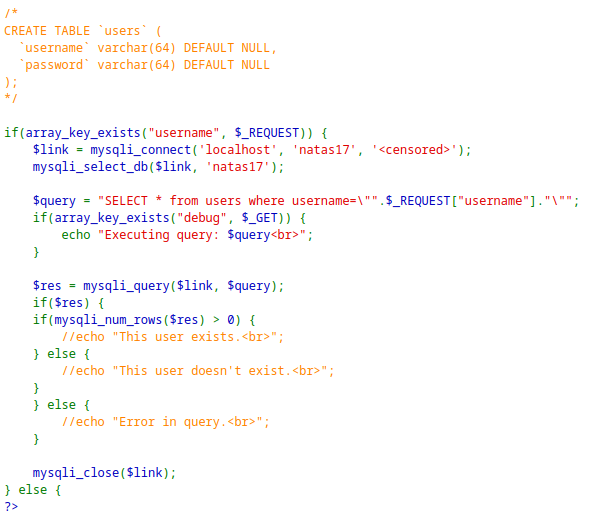 /*
CREATE TABLE `users` (
  `username` varchar(64) DEFAULT NULL,
  `password` varchar(64) DEFAULT NULL
);
*/

if(array_key_exists("username", $_REQUEST)) {
    $link = mysqli_connect('localhost', 'natas17', '<censored>');
    mysqli_select_db($link, 'natas17');

    $query = "SELECT * from users where username=\"".$_REQUEST["username"]."\"";
    if(array_key_exists("debug", $_GET)) {
        echo "Executing query: $query<br>";
    }

    $res = mysqli_query($link, $query);
    if($res) {
    if(mysqli_num_rows($res) > 0) {
        //echo "This user exists.<br>";
    } else {
        //echo "This user doesn't exist.<br>";
    }
    } else {
        //echo "Error in query.<br>";
    }

    mysqli_close($link);
} else {
?>